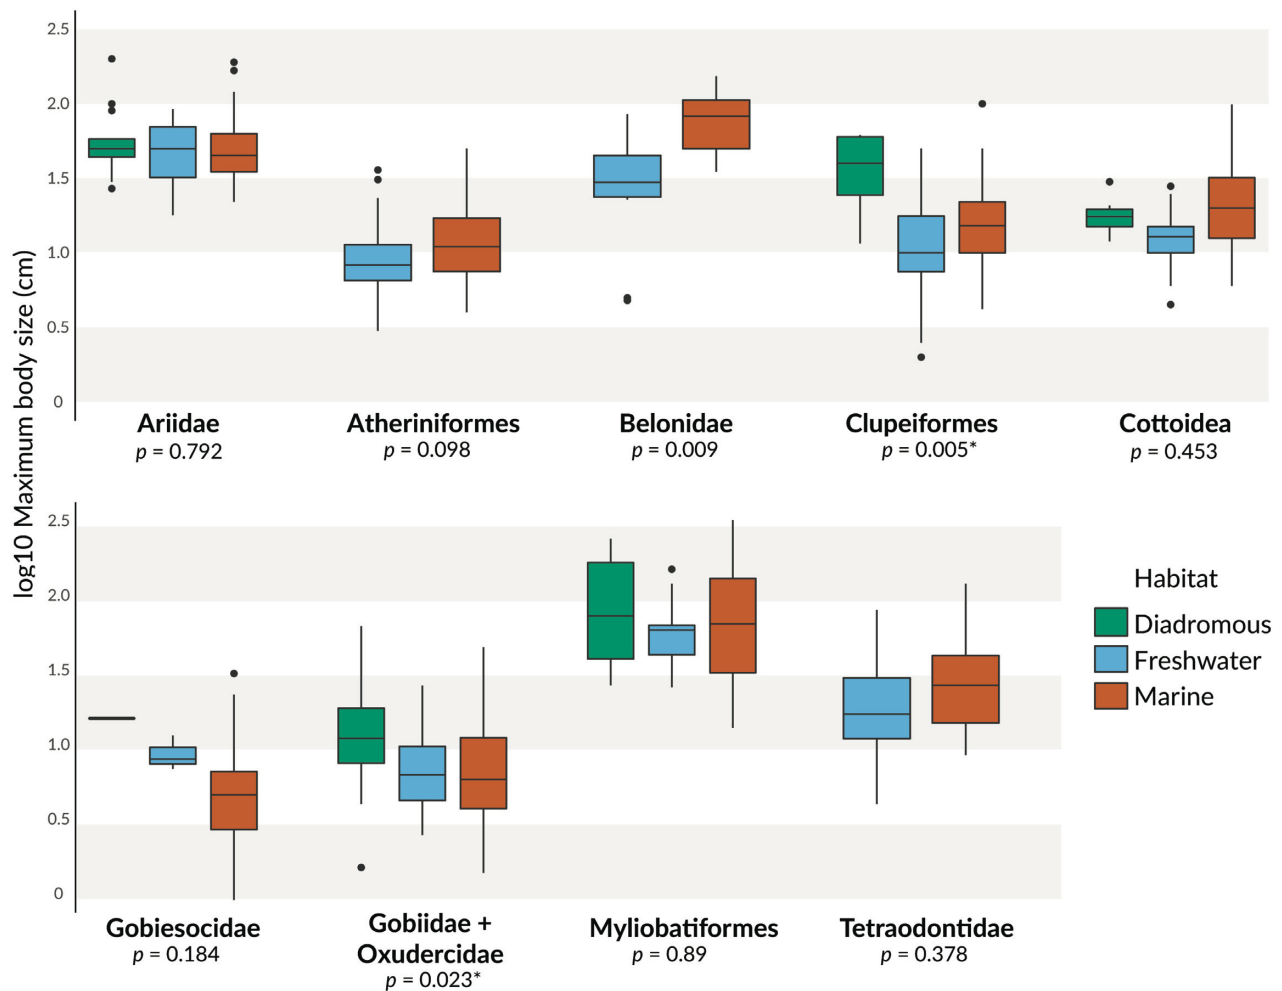 log10 Maximum body size (cm)
2.5
2.0
1.5
1.0
0.5
0
Ariidae Atheriniformes Belonidae Clupeiformes Cottoidea
p = 0.792 p = 0.098 p = 0.009 p = 0.005* p = 0.453
2.5
2.0
1.5
1.0
0.5
0
Habitat
Diadromous
Freshwater
Marine
Gobiesocidae Gobiidae + Myliobatiformes Tetraodontidae
p = 0.184 Oxudercidae p = 0.89 p = 0.378
p = 0.023*